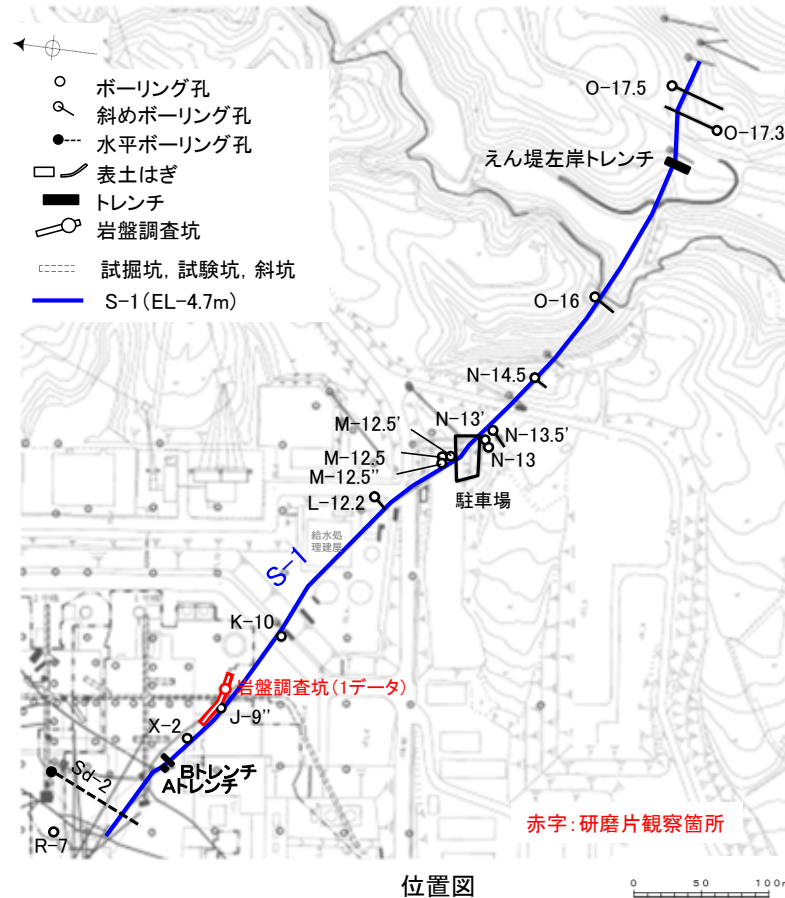 ボーリング孔
斜めボーリング孔
水平ボーリング孔
表土はぎ
トレンチ
岩盤調査坑
試掘坑，試験坑，斜坑
S-1(EL-4.7m)
O-17.5
O-17.3
えん堤左岸トレンチ
O-16
N-14.5
N-13'
M-12.5'
N-13.5'
M-12.5
N-13
M-12.5''
L-12.2
駐車場
給水処
理建屋
S-1
K-10
岩盤調査坑(1データ)
J-9''
X-2
Bトレンチ
Aトレンチ
Sd-2
R-7
赤字：研磨片観察箇所
位置図
0 50 100m